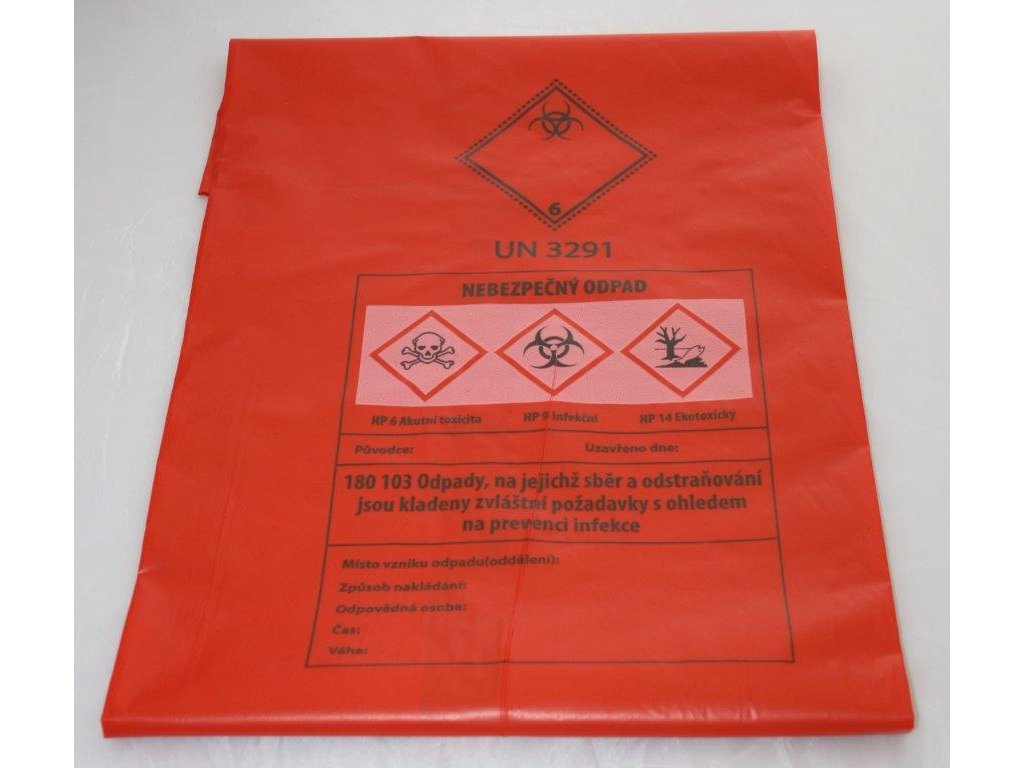 6
UN 3291
NEBEZPEČNÝ ODPAD
HP 6 Akutní toxicita
HP 9 Infekční
HP 14 Ekotoxický
Původce:
Uzavřeno dne:
180 103 Odpady, na jejichž sběr a odstraňování
jsou kladeny zvláštní požadavky s ohledem
na prevenci infekce
Místo vzniku odpadu(oddělení):
Způsob nakládání:
Odpovědná osoba:
Čas:
Váha: